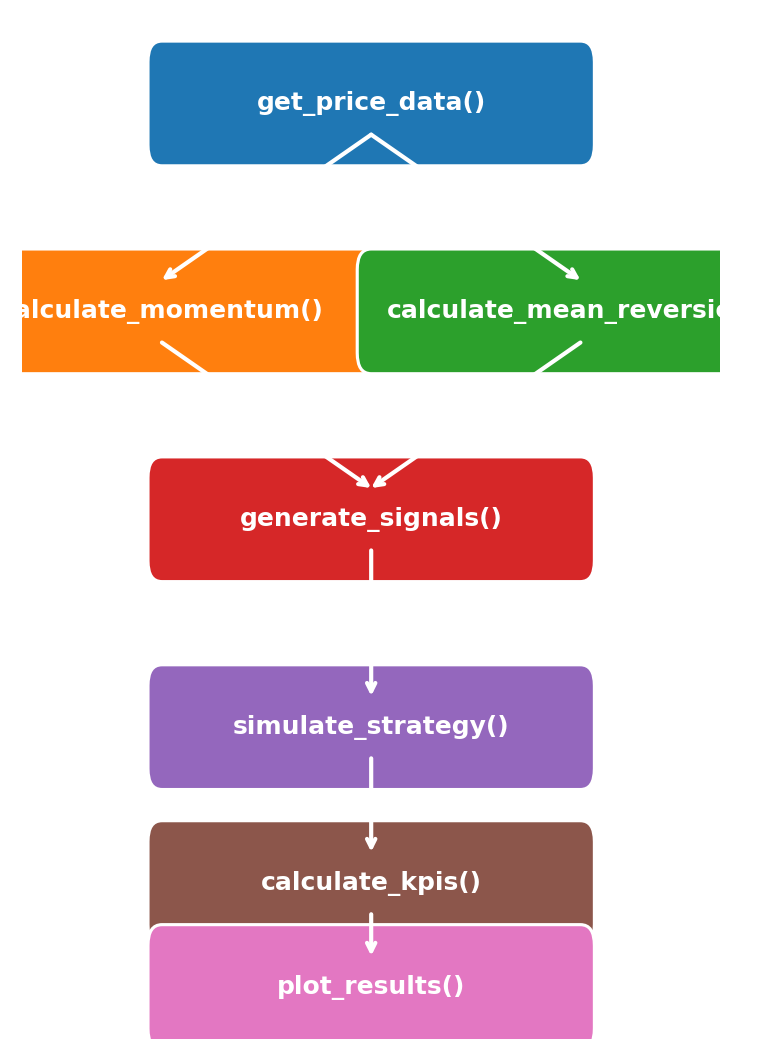 get_price_data()
alculate_momentum() calculate_mean_reversio
generate_signals()
simulate_strategy()
calculate_kpis()
plot_results()